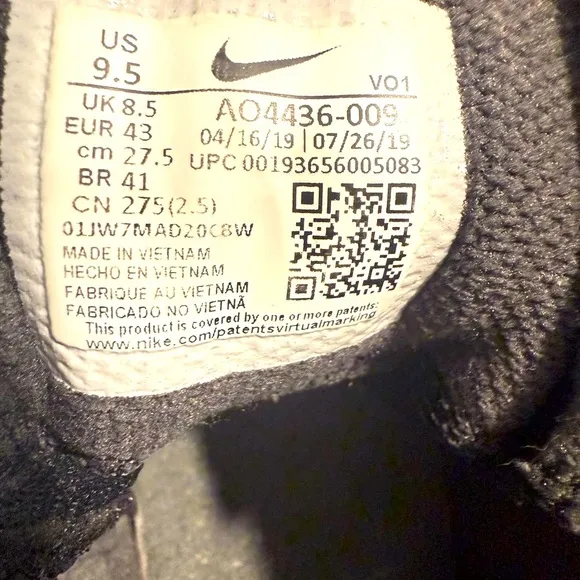 US
9.5
VO1
UK 8.5
AO4436-009
EUR 43
04/16/19 | 07/26/19
cm 27.5
UPC 00193656005083
BR 41
CN 275(2.5)
01JW7MAD20C8W
MADE IN VIETNAM
HECHO EN VIETNAM
FABRIQUE AU VIETNAM
FABRICADO NO VIETNÃ
This product is covered by one or more patents:
www.nike.com/patentsvirtualmarking